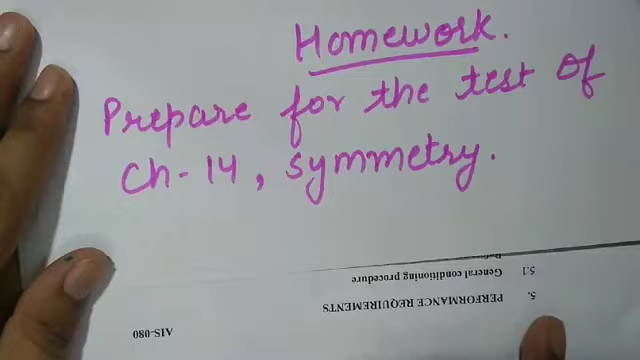 Homework.
Prepare for the test of
Ch-14, symmetry.
5. PERFORMANCE REQUIREMENTS
5.1 General conditioning procedure
AIS-080